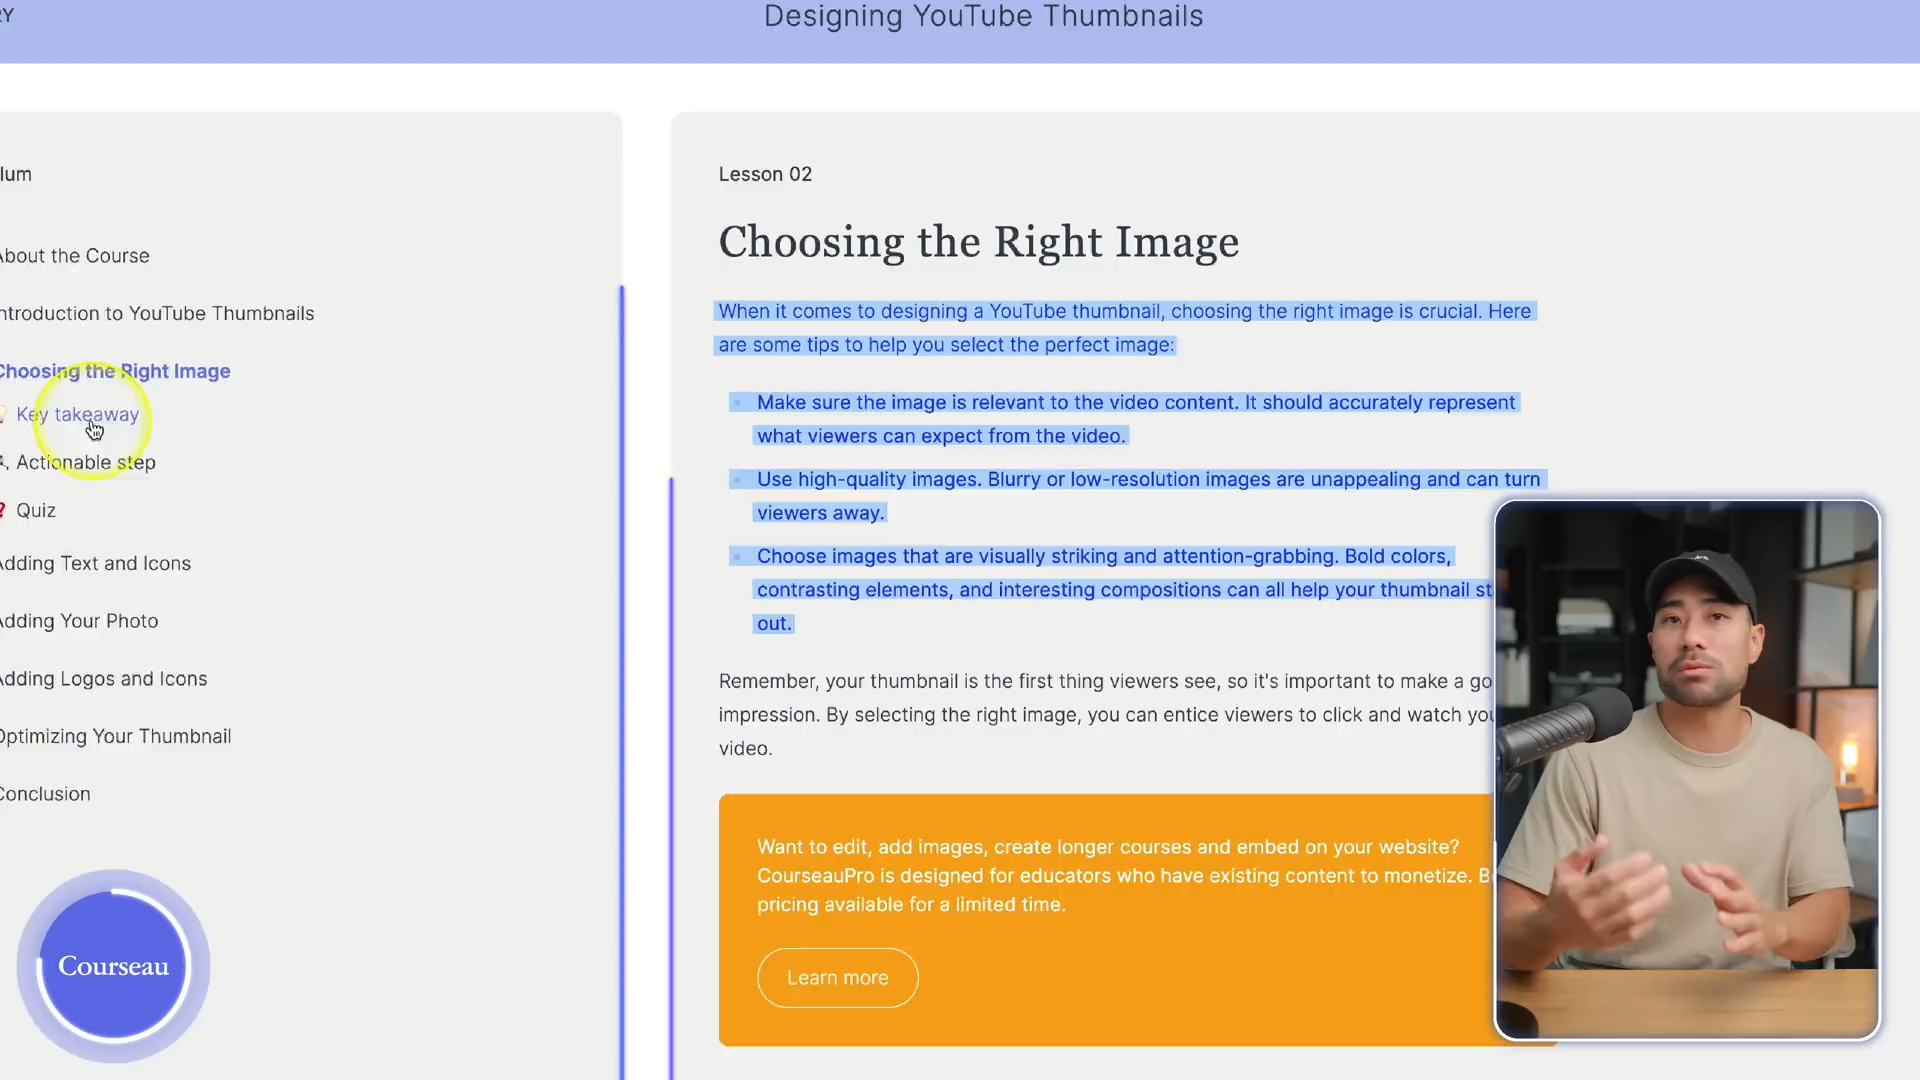 RY
Designing YouTube Thumbnails
lum
About the Course
Introduction to YouTube Thumbnails
Choosing the Right Image
Key takeaway
Actionable step
Quiz
Adding Text and Icons
Adding Your Photo
Adding Logos and Icons
Optimizing Your Thumbnail
Conclusion
Courseau
Lesson 02
Choosing the Right Image
When it comes to designing a YouTube thumbnail, choosing the right image is crucial. Here
are some tips to help you select the perfect image:
Make sure the image is relevant to the video content. It should accurately represent
what viewers can expect from the video.
Use high-quality images. Blurry or low-resolution images are unappealing and can turn
viewers away.
Choose images that are visually striking and attention-grabbing. Bold colors,
contrasting elements, and interesting compositions can all help your thumbnail st
out.
Remember, your thumbnail is the first thing viewers see, so it's important to make a go
impression. By selecting the right image, you can entice viewers to click and watch you
video.
Want to edit, add images, create longer courses and embed on your website?
CourseauPro is designed for educators who have existing content to monetize. B
pricing available for a limited time.
Learn more